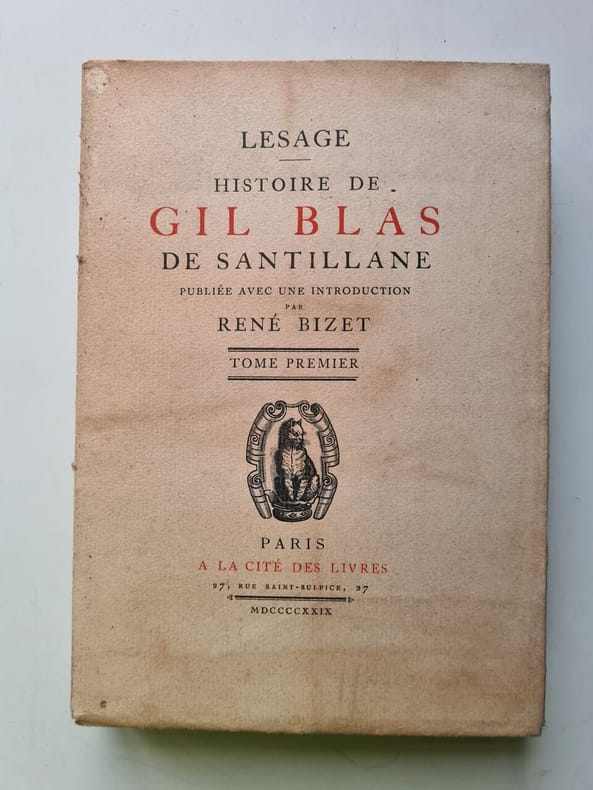 LESAGE
HISTOIRE DE
GIL BLAS
DE SANTILLANE
PUBLIÉE AVEC UNE INTRODUCTION
PAR
RENÉ BIZET
TOME PREMIER
PARIS
A LA CITÉ DES LIVRES
27, RUE SAINT-SULPICE, 27
MDCCCCXXIX